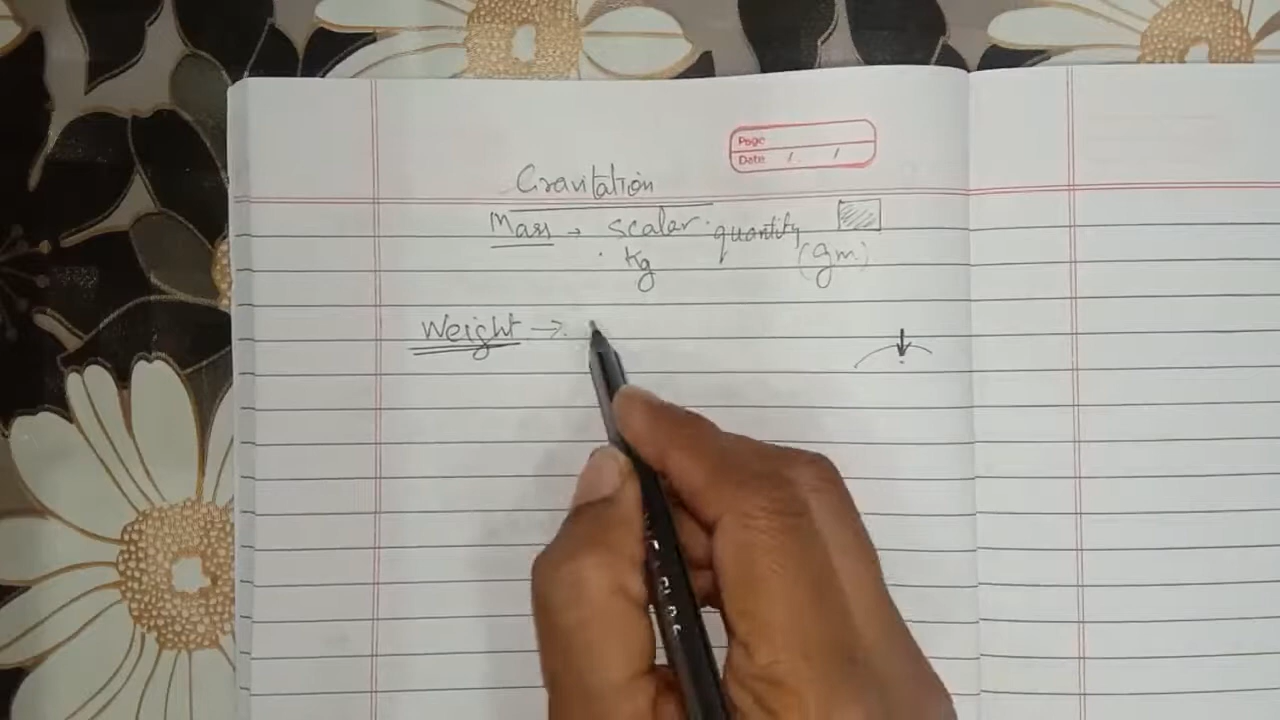 Page
Date / /
Gravitation
Mass → scaler quantity
· Kg (gm)
Weight →